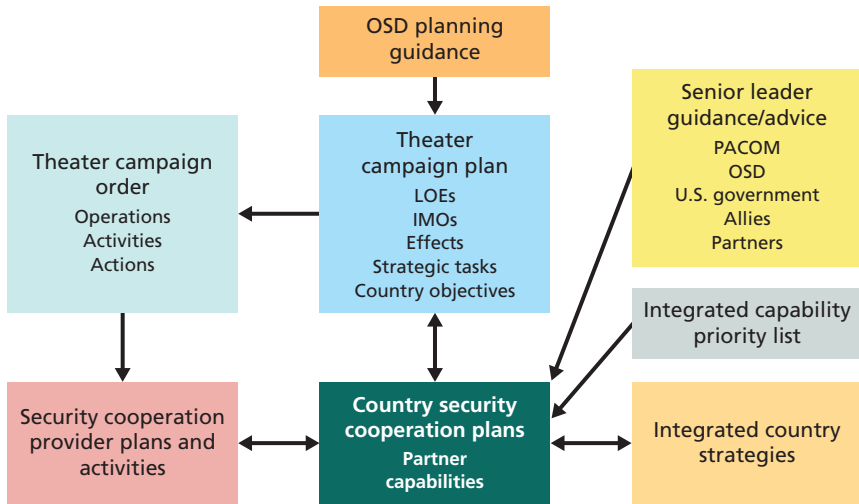 OSD planning
guidance
Senior leader
guidance/advice
PACOM
OSD
U.S. government
Allies
Partners
Theater campaign
order
Operations
Activities
Actions
Theater
campaign plan
LOEs
IMOs
Effects
Strategic tasks
Country objectives
Integrated capability
priority list
Security cooperation
provider plans and
activities
Country security
cooperation plans
Partner
capabilities
Integrated country
strategies